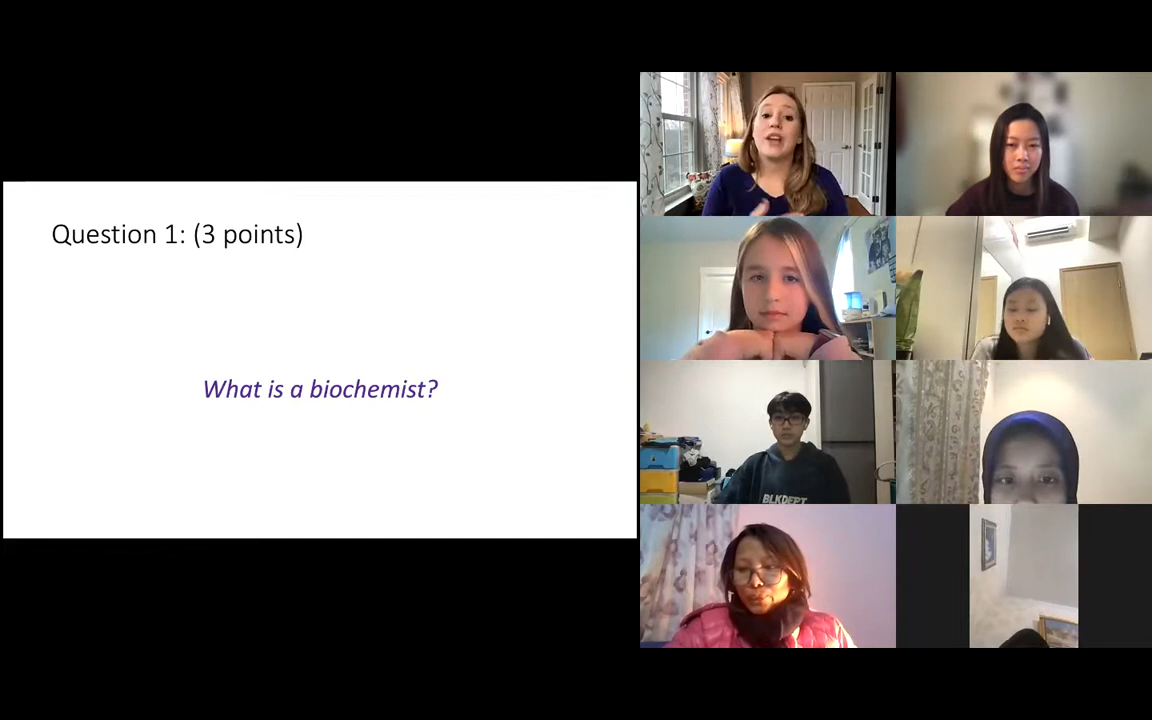 Question 1: (3 points)
What is a biochemist?
BLKDEPT